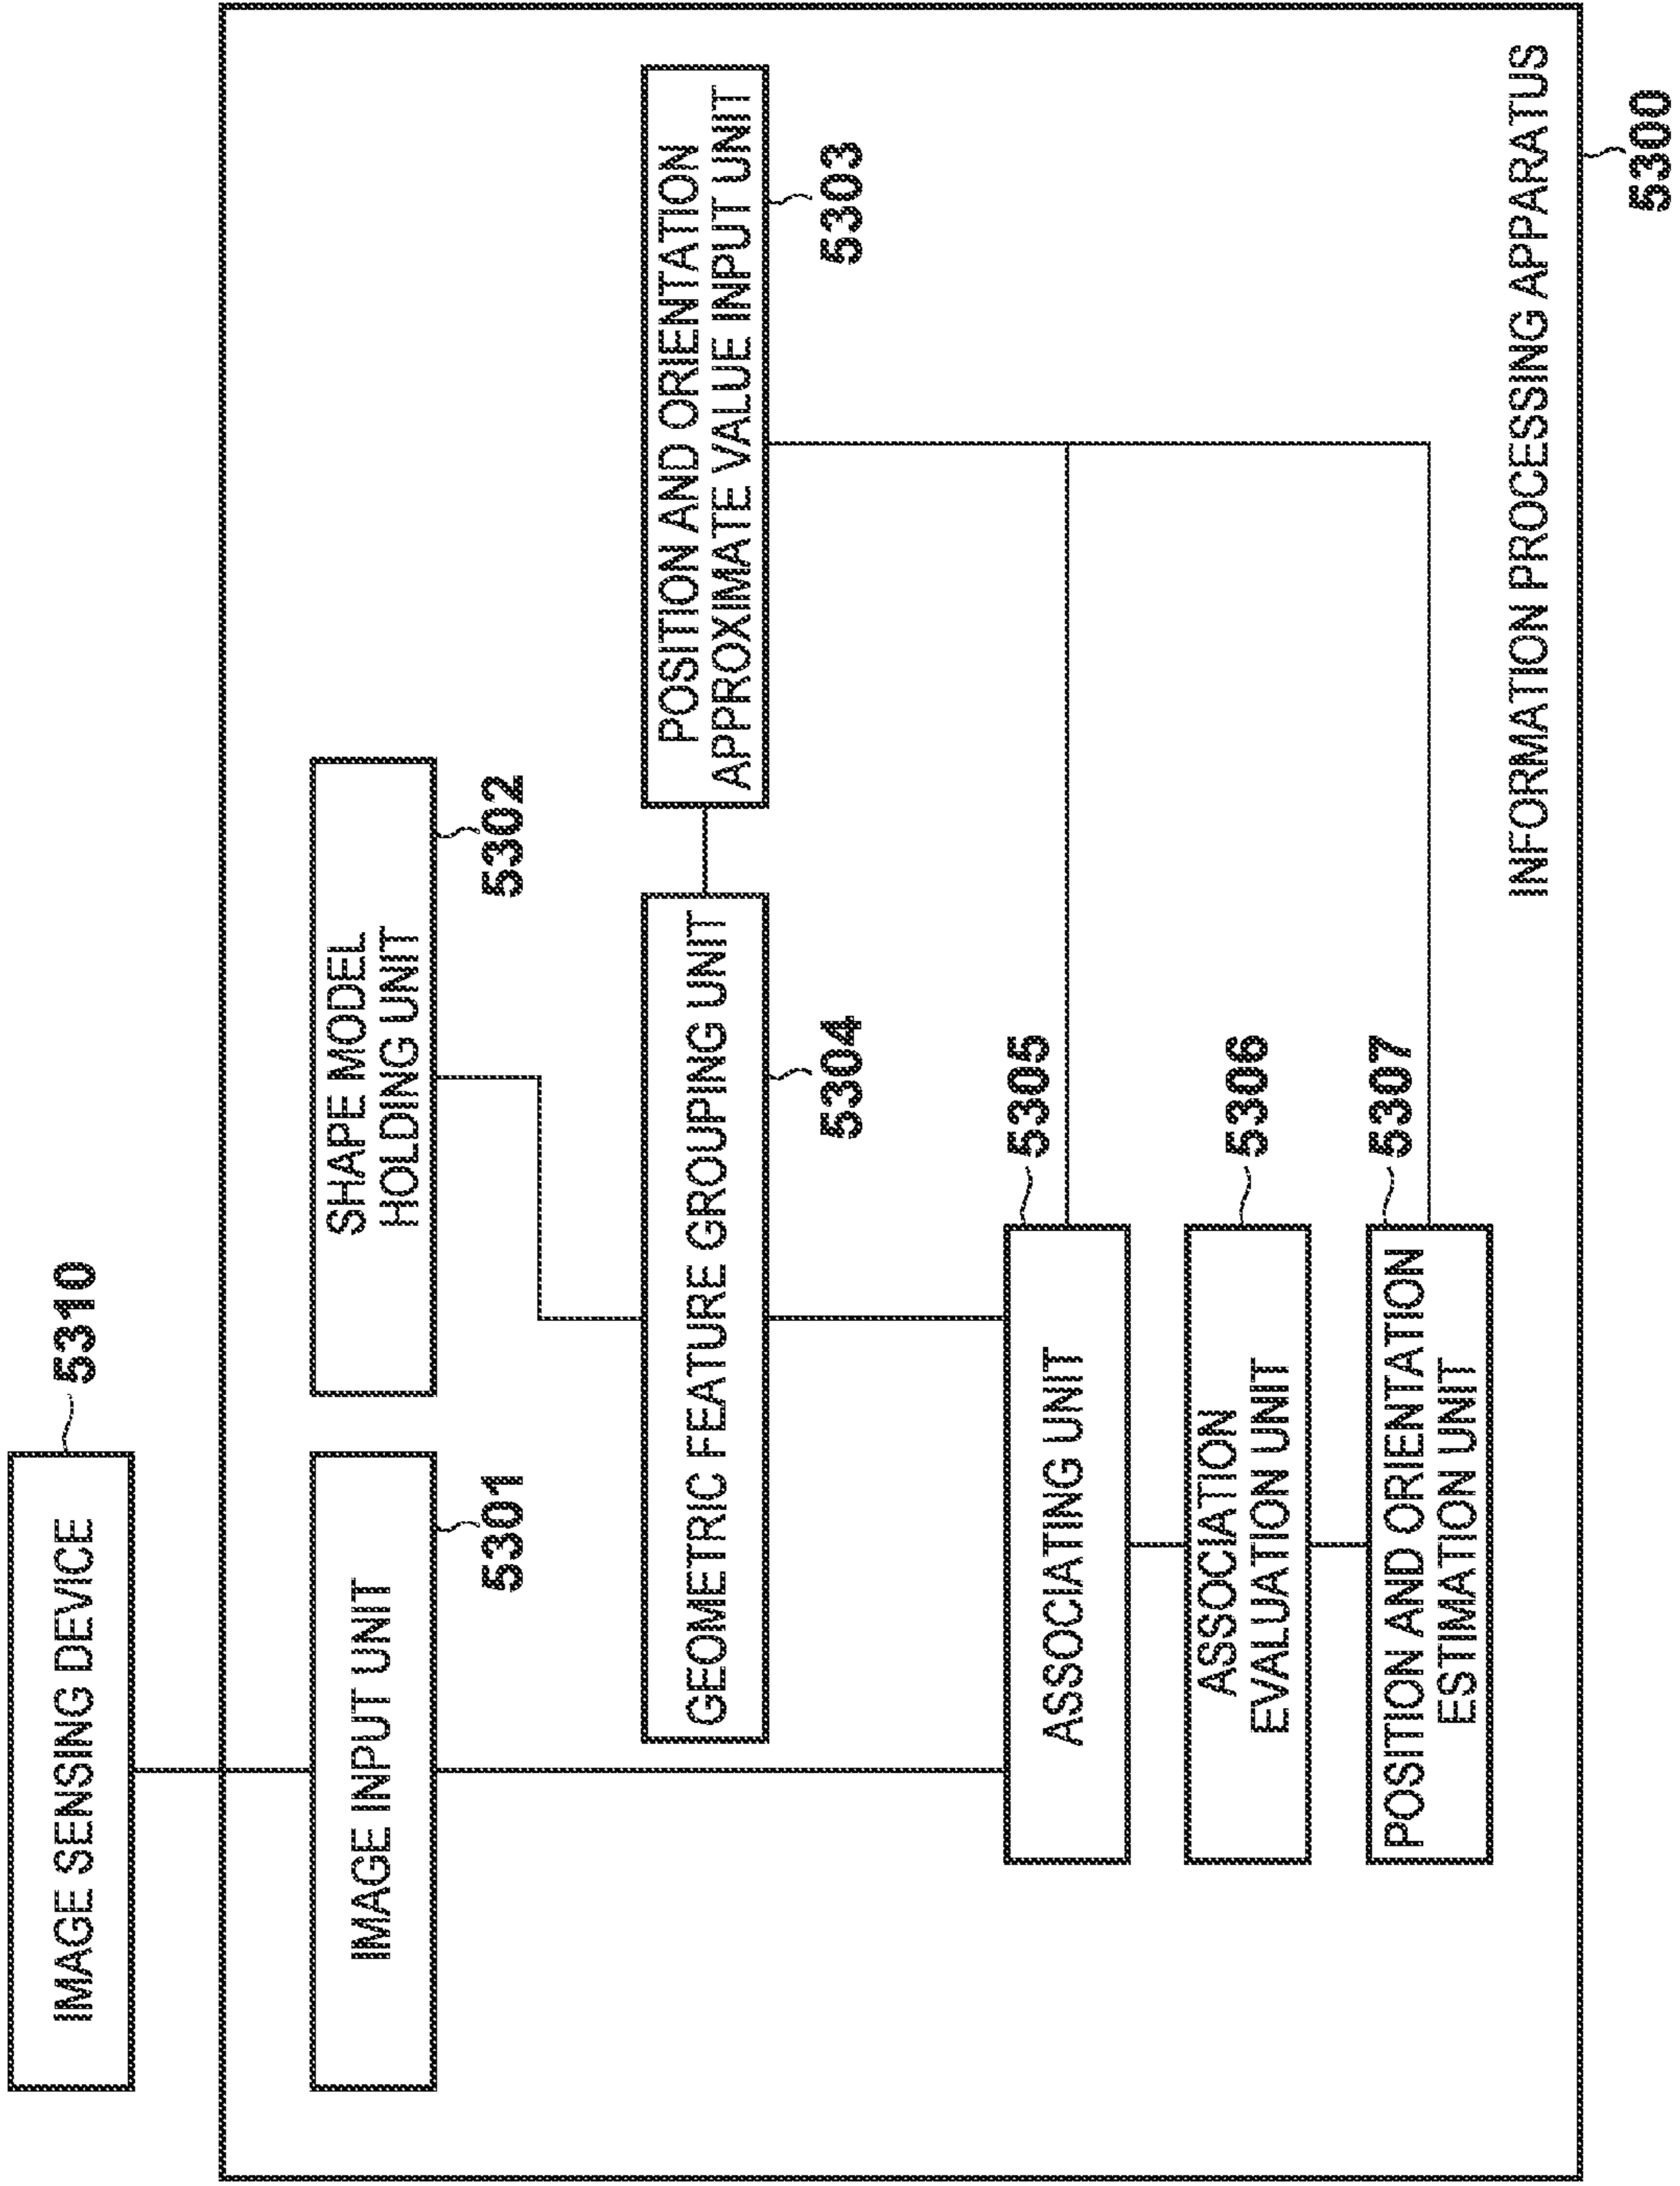 IMAGE SENSING DEVICE
5310
IMAGE INPUT UNIT
5301
SHAPE MODEL
HOLDING UNIT
5302
GEOMETRIC FEATURE GROUPING UNIT
5304
POSITION AND ORIENTATION
APPROXIMATE VALUE INPUT UNIT
5303
ASSOCIATING UNIT
5305
ASSOCIATION
EVALUATION UNIT
5306
POSITION AND ORIENTATION
ESTIMATION UNIT
5307
INFORMATION PROCESSING APPARATUS
5300